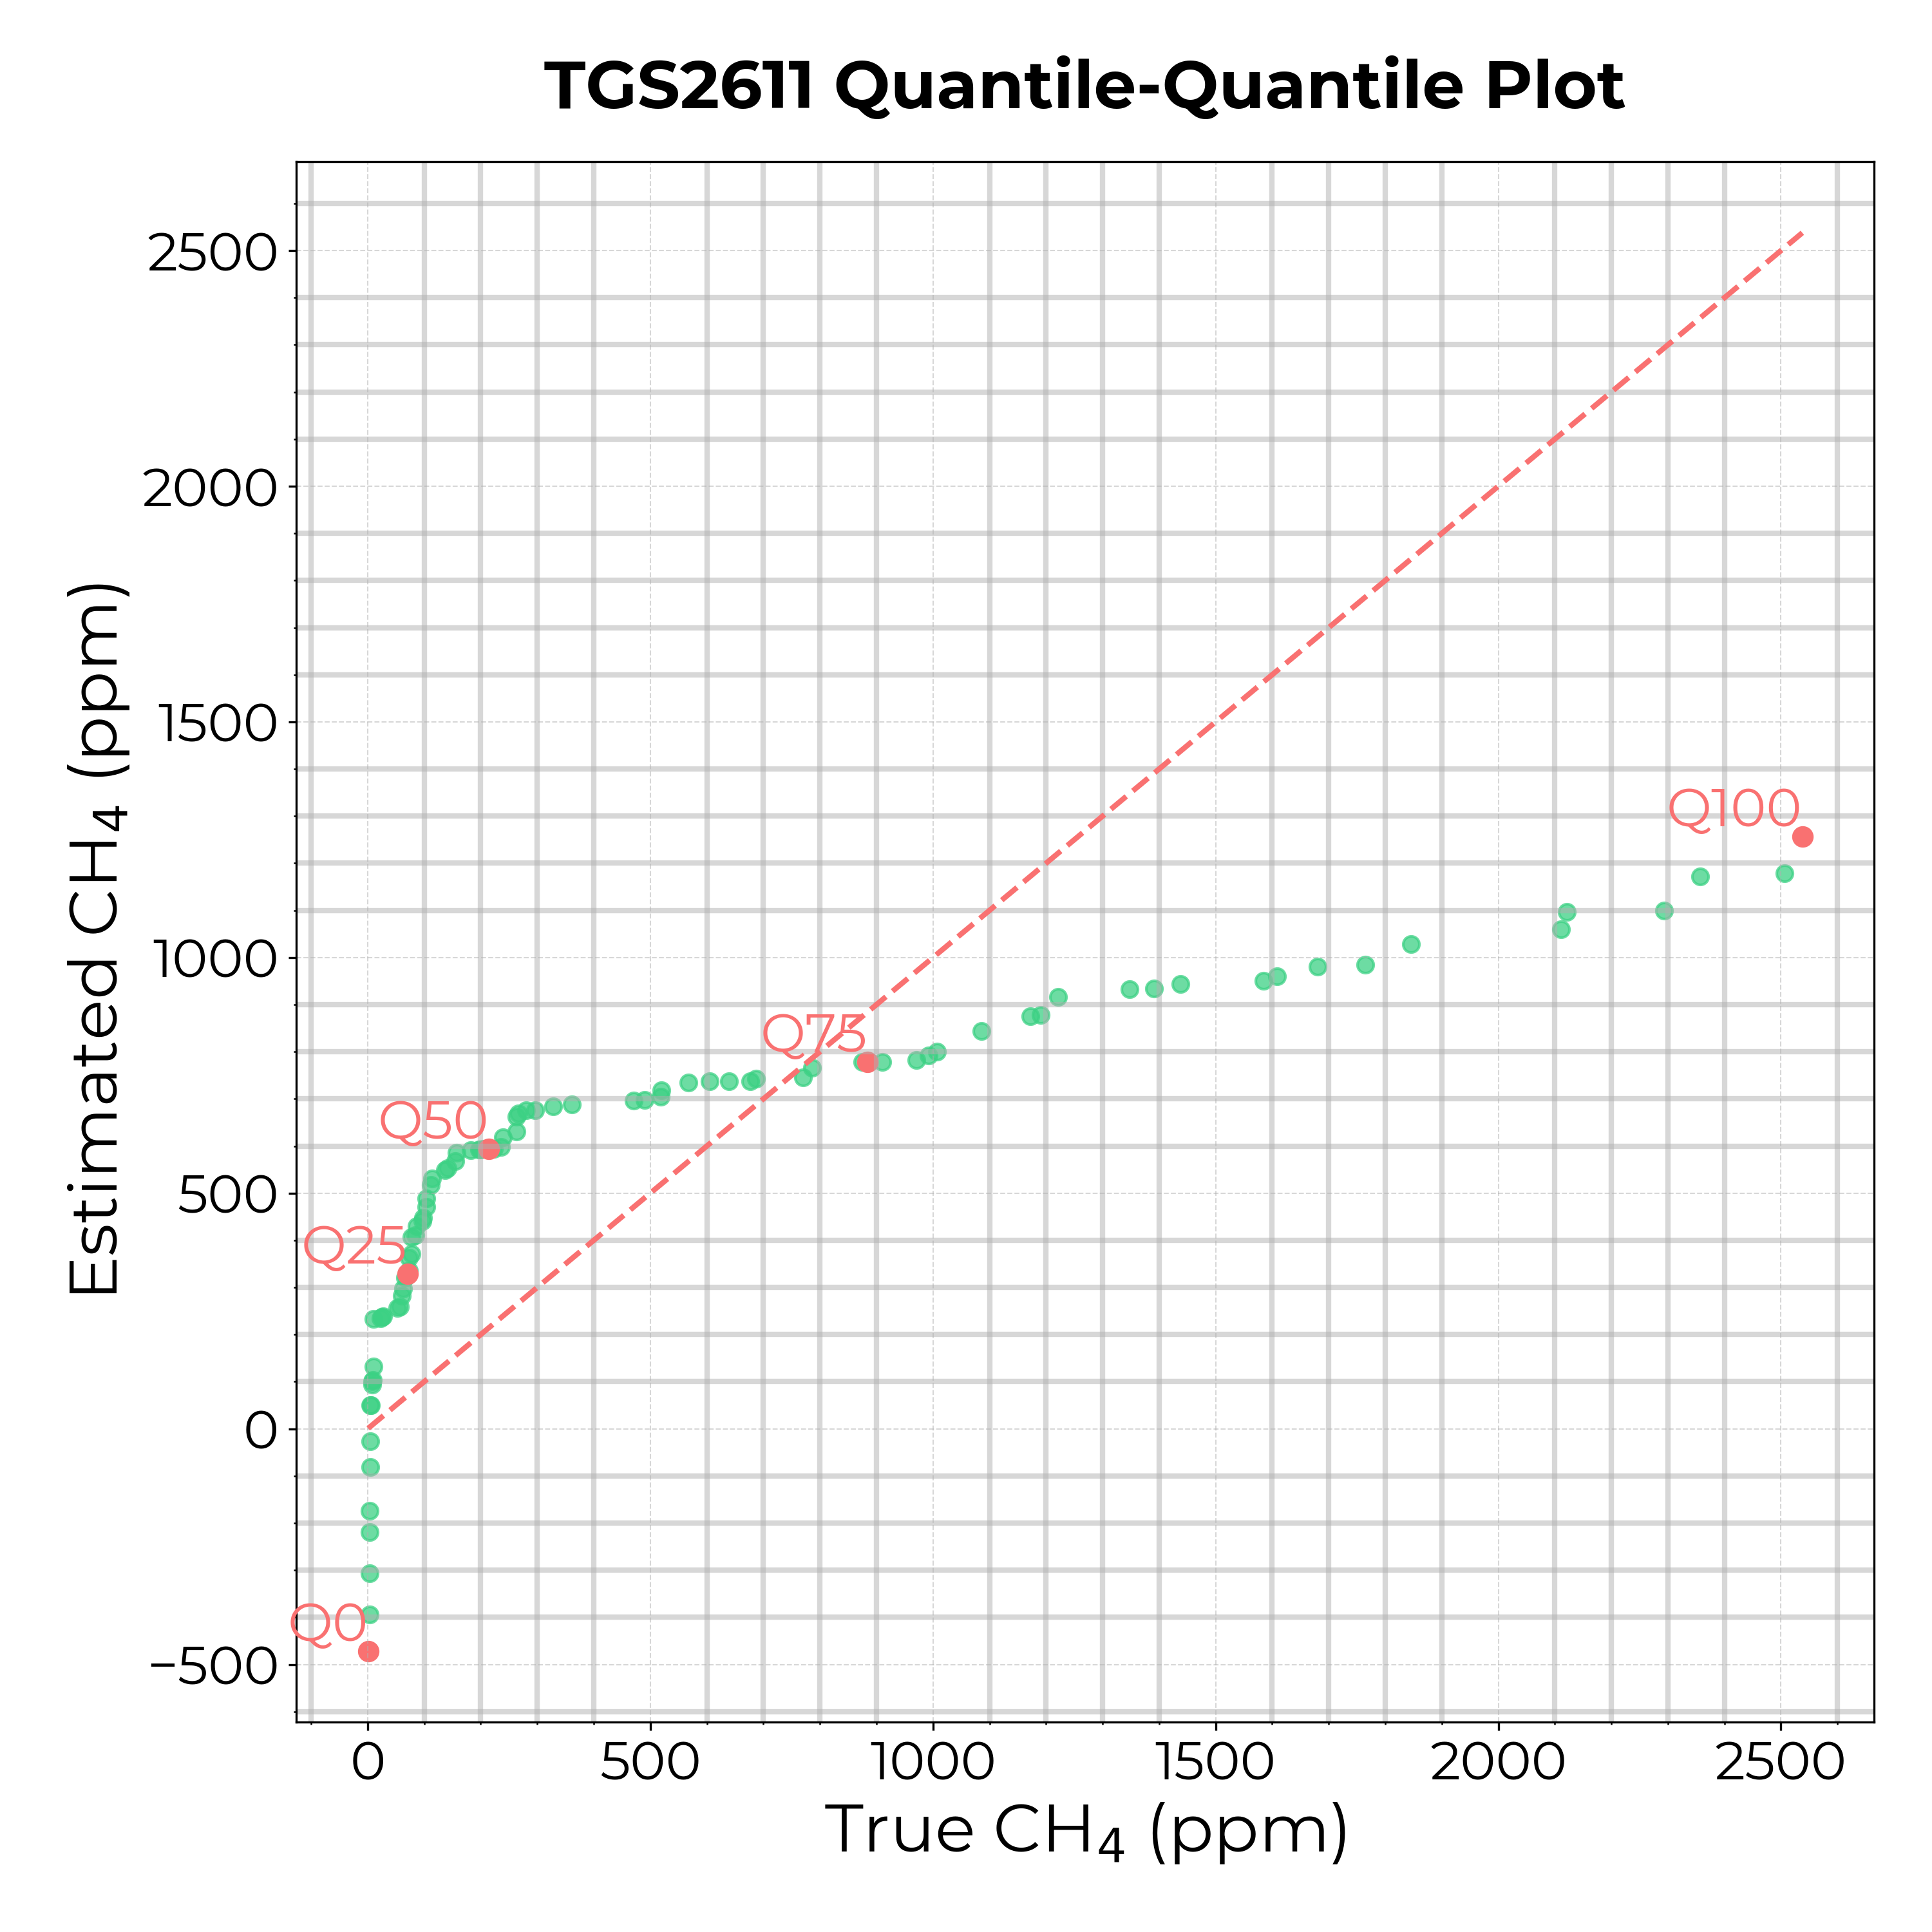 TGS2611 Quantile-Quantile Plot
Estimated CH₄ (ppm)
2500
2000
1500
1000
500
0
−500
Q100
Q75
Q50
Q25
Q0
0 500 1000 1500 2000 2500
True CH₄ (ppm)